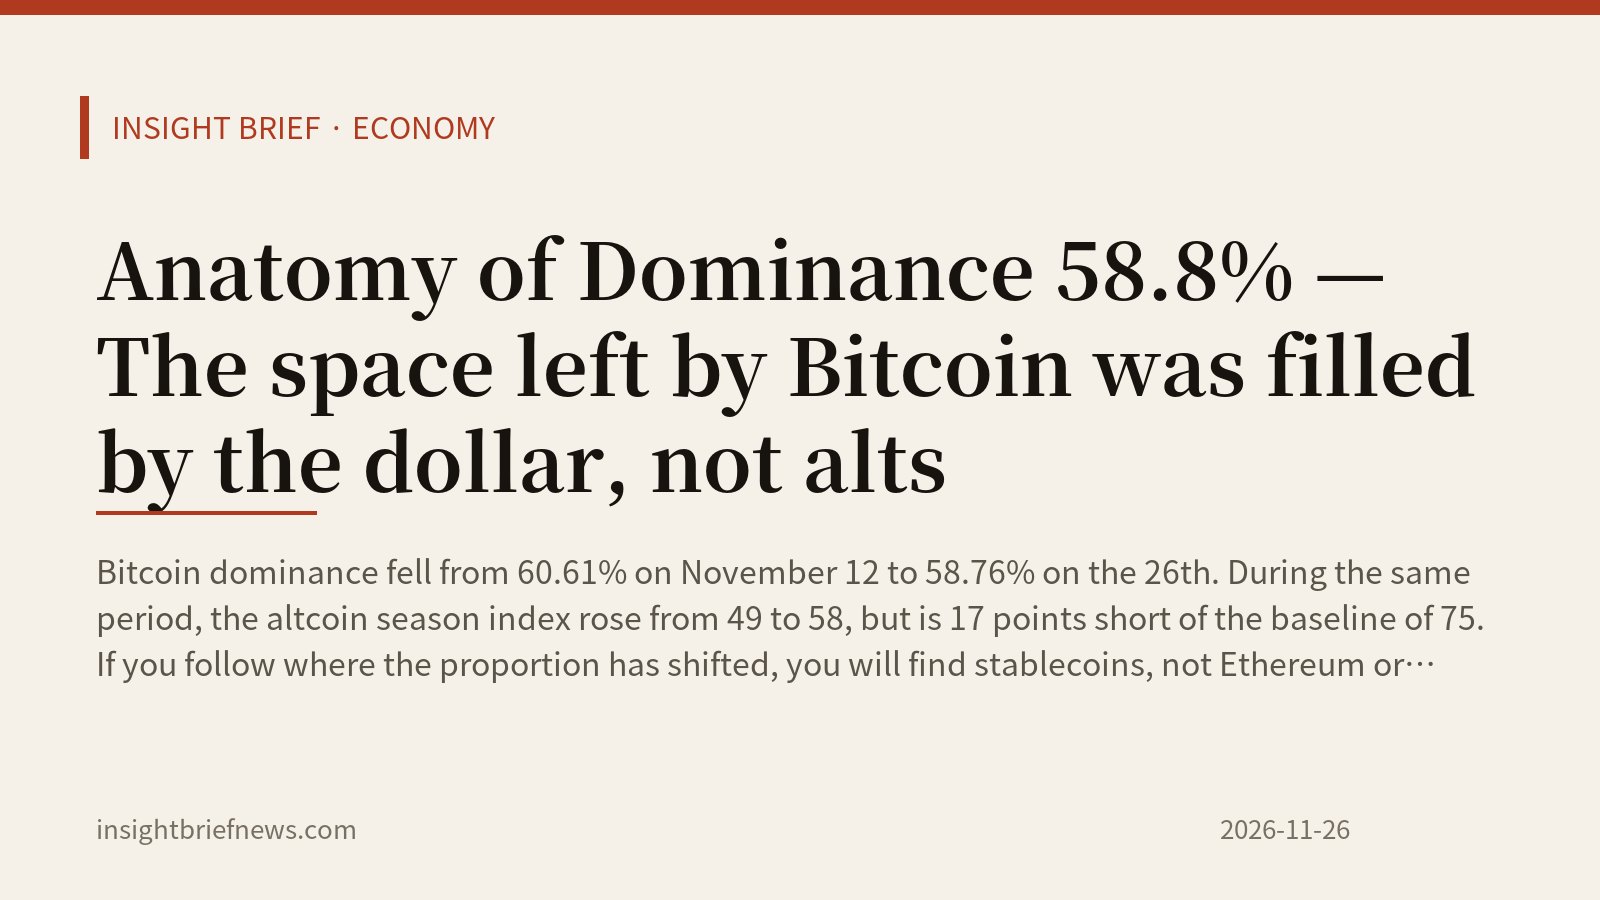 INSIGHT BRIEF · ECONOMY
Anatomy of Dominance 58.8% —
The space left by Bitcoin was filled
by the dollar, not alts
Bitcoin dominance fell from 60.61% on November 12 to 58.76% on the 26th. During the same
period, the altcoin season index rose from 49 to 58, but is 17 points short of the baseline of 75.
If you follow where the proportion has shifted, you will find stablecoins, not Ethereum or⋯
insightbriefnews.com
2026-11-26